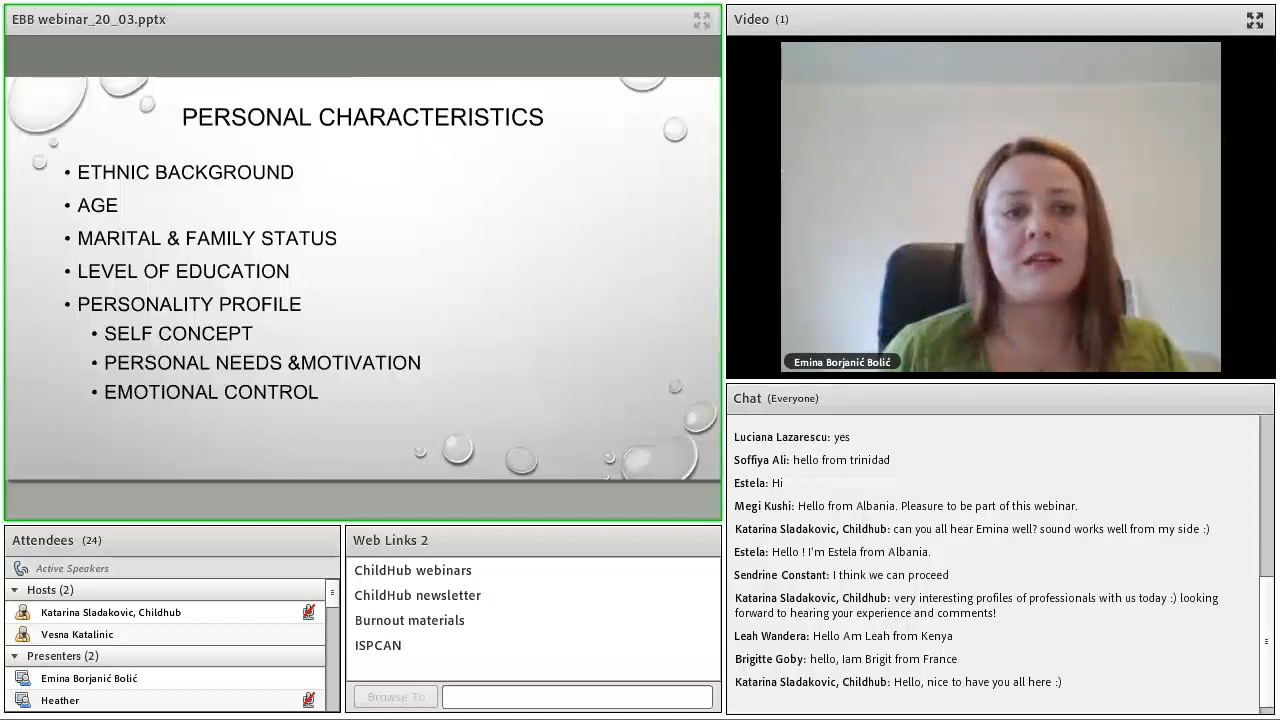 EBB webinar_20_03.pptx
PERSONAL CHARACTERISTICS
• ETHNIC BACKGROUND
• AGE
• MARITAL & FAMILY STATUS
• LEVEL OF EDUCATION
• PERSONALITY PROFILE
• SELF CONCEPT
• PERSONAL NEEDS &MOTIVATION
• EMOTIONAL CONTROL
Video (1)
Emina Borjanić Bolić
Attendees (24)
Active Speakers
Hosts (2)
Katarina Sladakovic, Childhub
Vesna Katalinic
Presenters (2)
Emina Borjanić Bolić
Heather
Web Links 2
ChildHub webinars
ChildHub newsletter
Burnout materials
ISPCAN
Browse To
Chat (Everyone)
Luciana Lazarescu: yes
Soffiya Ali: hello from trinidad
Estela: Hi
Megi Kushi: Hello from Albania. Pleasure to be part of this webinar.
Katarina Sladakovic, Childhub: can you all hear Emina well? sound works well from my side :)
Estela: Hello ! I'm Estela from Albania.
Sendrine Constant: I think we can proceed
Katarina Sladakovic, Childhub: very interesting profiles of professionals with us today :) looking
forward to hearing your experience and comments!
Leah Wandera: Hello Am Leah from Kenya
Brigitte Goby: hello, Iam Brigit from France
Katarina Sladakovic, Childhub: Hello, nice to have you all here :)